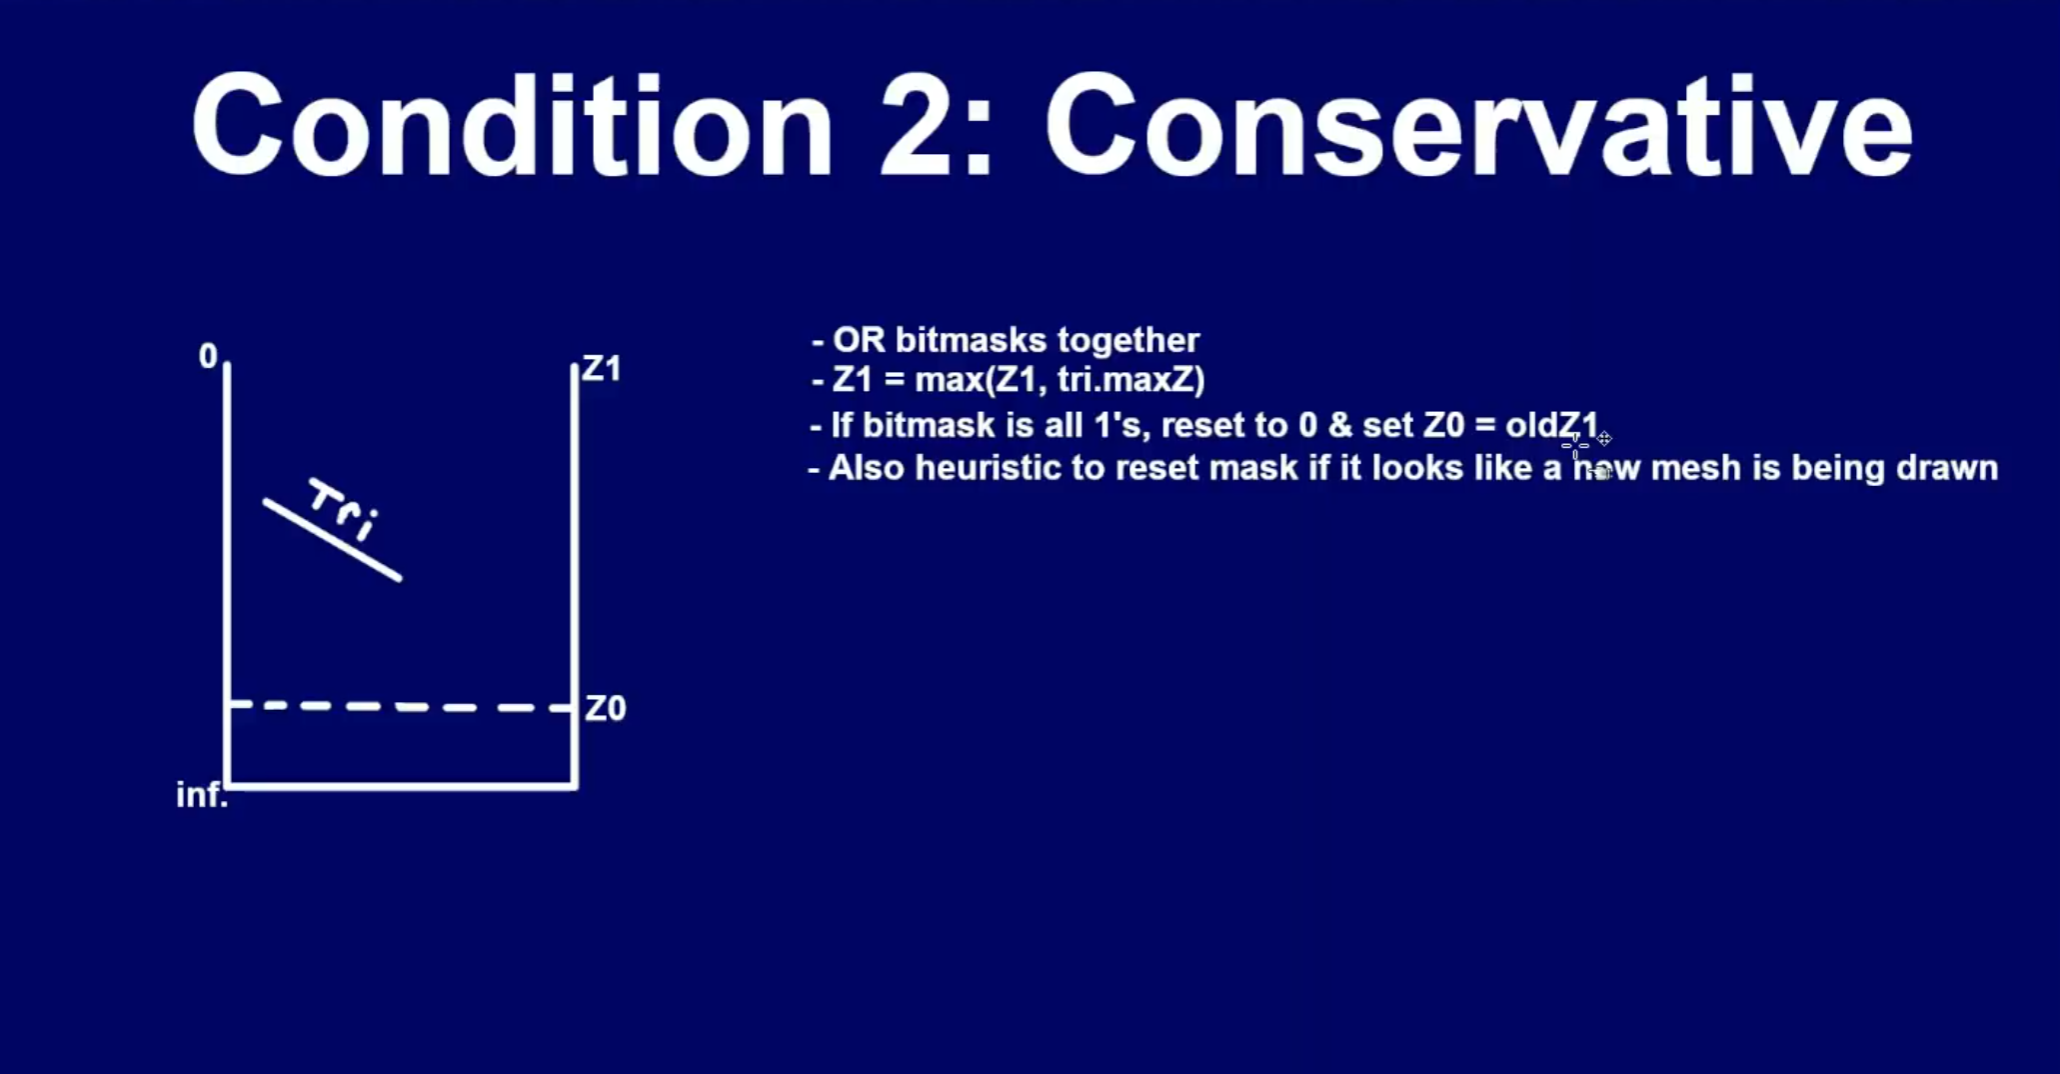 Condition 2: Conservative
0
Z1
Tri
Z0
inf.
- OR bitmasks together
- Z1 = max(Z1, tri.maxZ)
- If bitmask is all 1's, reset to 0 & set Z0 = oldZ1
- Also heuristic to reset mask if it looks like a new mesh is being drawn